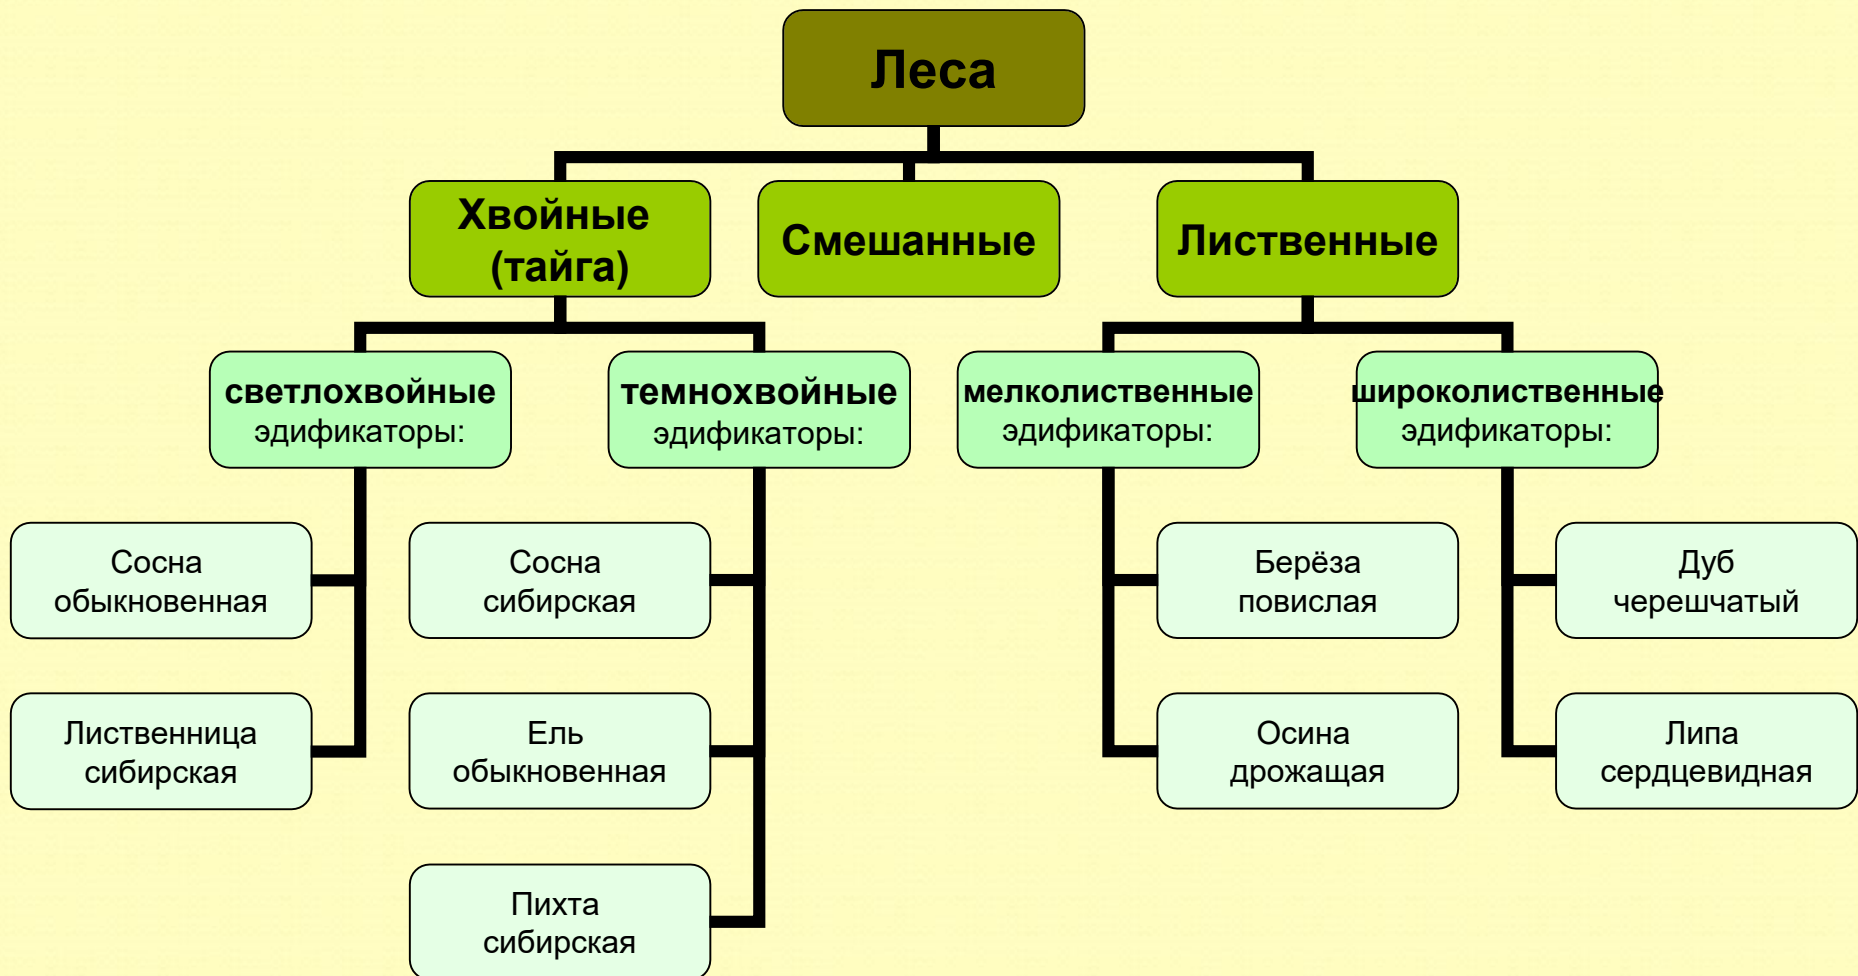 Леса
Хвойные
(тайга)
Смешанные
Лиственные
светлохвойные
эдификаторы:
темнохвойные
эдификаторы:
мелколиственные
эдификаторы:
широколиственные
эдификаторы:
Сосна
обыкновенная
Лиственница
сибирская
Сосна
сибирская
Ель
обыкновенная
Пихта
сибирская
Берёза
повислая
Осина
дрожащая
Дуб
черешчатый
Липа
сердцевидная